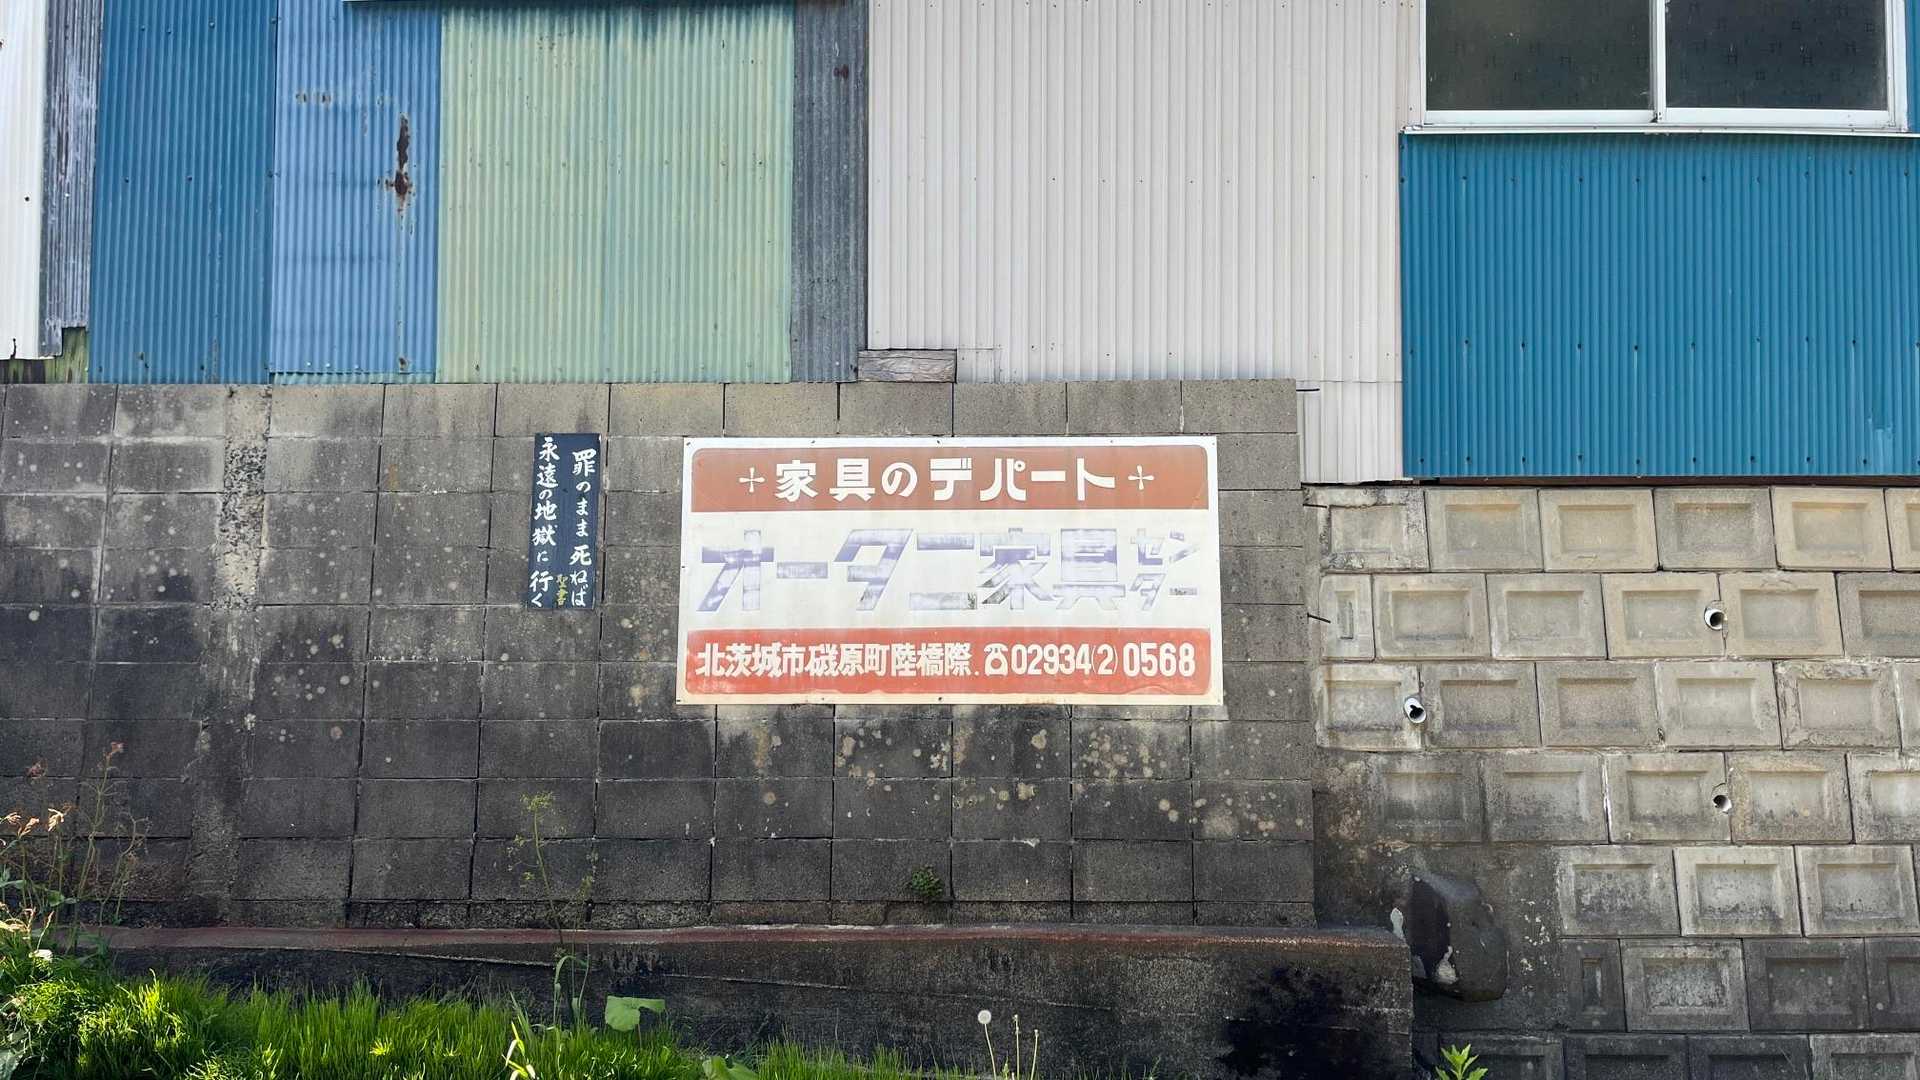 罪のまま死ねば
永遠の地獄に行く
聖書
家具のデパート
オータニ家具センター
北茨城市磯原町陸橋際.☎02934(2)0568